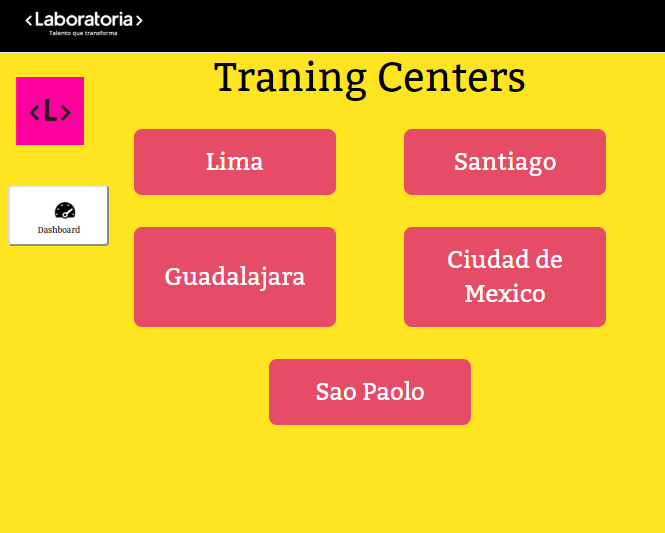 <Laboratoria>
Talento que transforma
Traning Centers
<L>
Lima
Santiago
Dashboard
Guadalajara
Ciudad de
Mexico
Sao Paolo